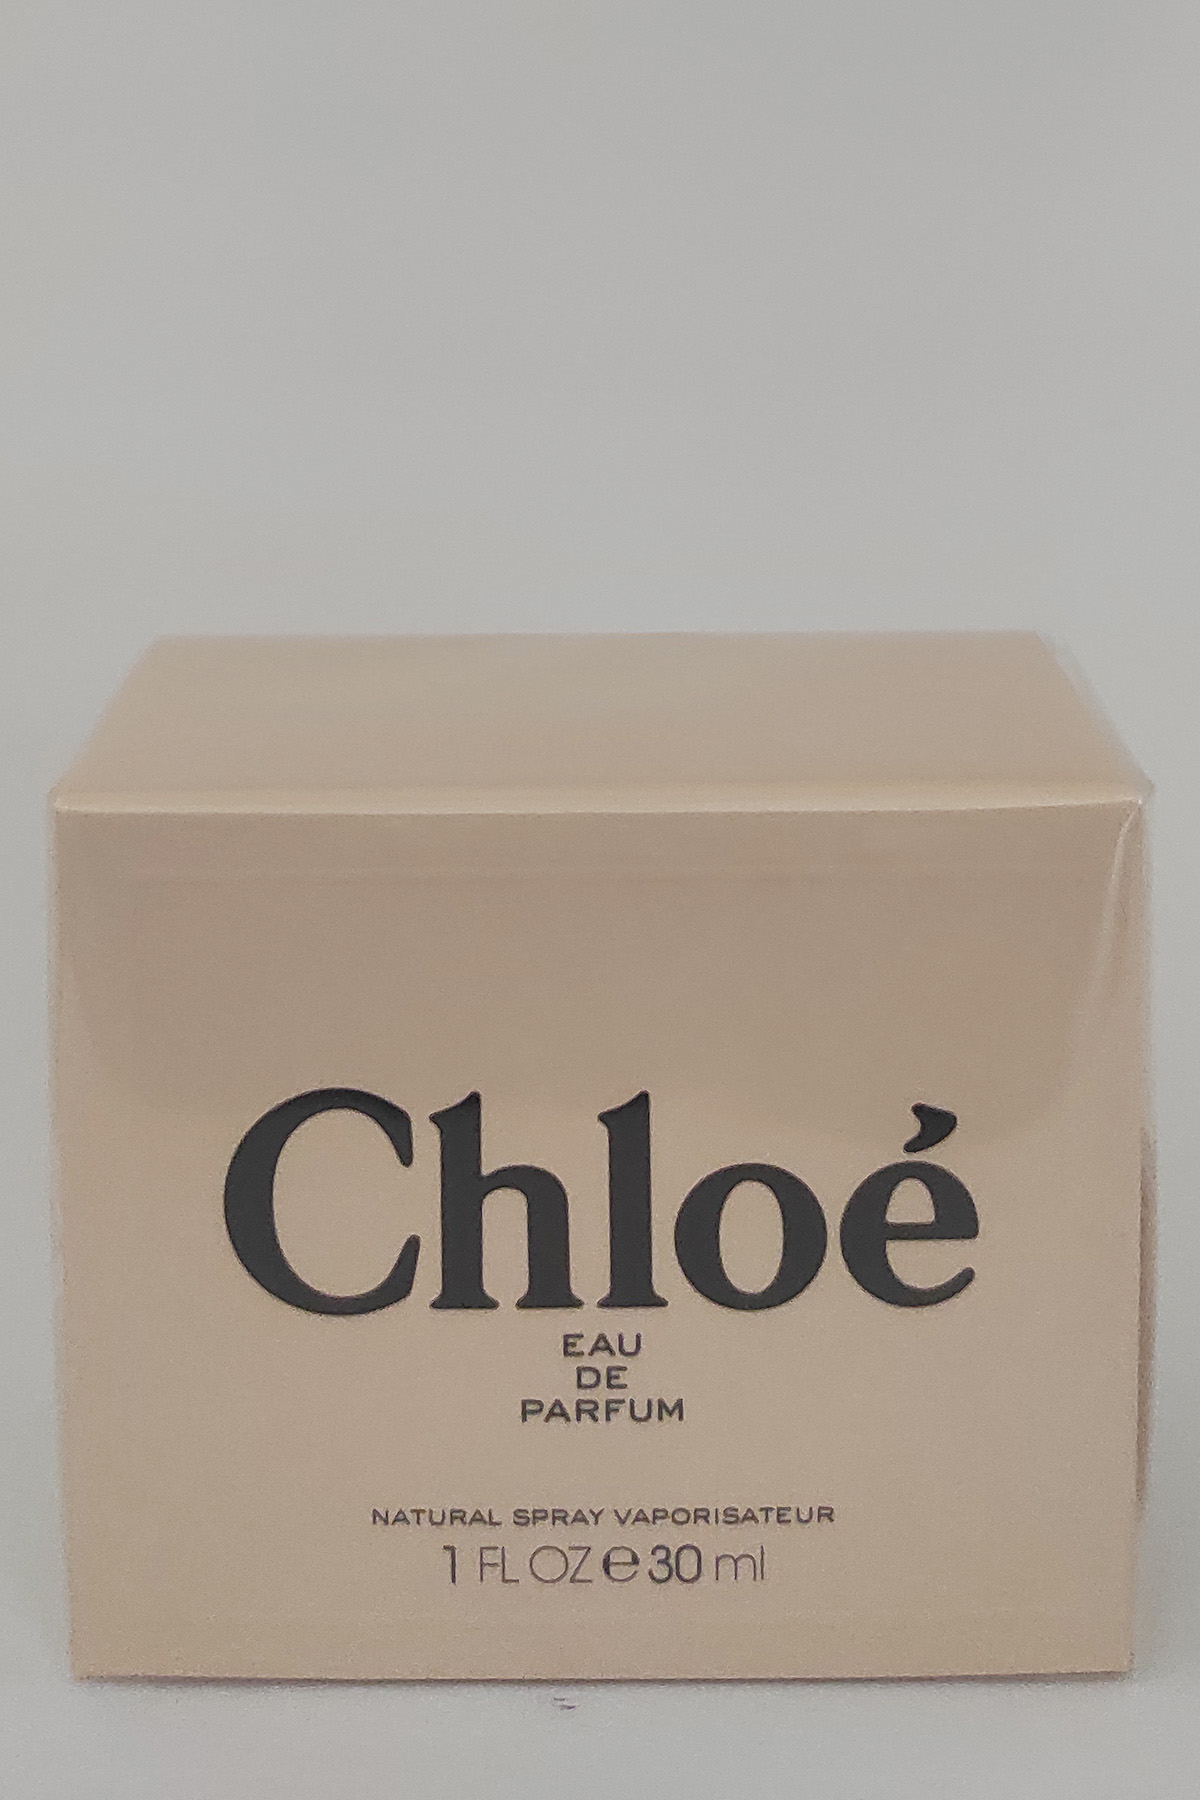 Chloé
EAU
DE
PARFUM
NATURAL SPRAY VAPORISATEUR
1 FL OZ ℮ 30 ml